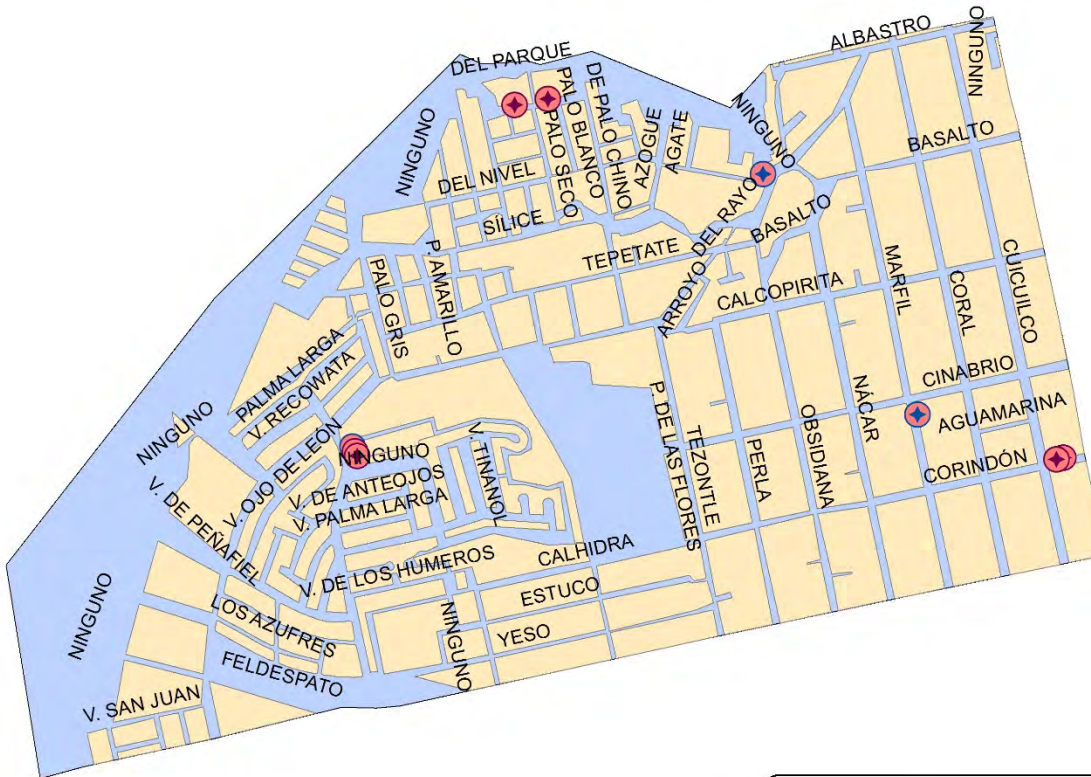 ALBASTRO
NINGUNO
DEL PARQUE
PALO BLANCO
DE PALO CHINO
NINGUNO
NINGUNO
AZOGUE
AGATE
PALO SECO
BASALTO
DEL NIVEL
SÍLICE
TEPETATE
ARROYO DEL RAYO
BASALTO
P. AMARILLO
PALO GRIS
CALCOPIRITA
MARFIL
CORAL
CUICUILCO
PALMA LARGA
V. RECOWATA
NINGUNO
V. OJO DE LEÓN
NINGUNO
V. TINANOL
P. DE LAS FLORES
TEZONTLE
PERLA
OBSIDIANA
NÁCAR
CINABRIO
AGUAMARINA
CORINDÓN
V. DE ANTEOJOS
V. PALMA LARGA
V. DE PEÑAFIEL
V. DE LOS HUMEROS
CALHIDRA
ESTUCO
NINGUNO
LOS AZUFRES
NINGUNO
YESO
FELDESPATO
V. SAN JUAN